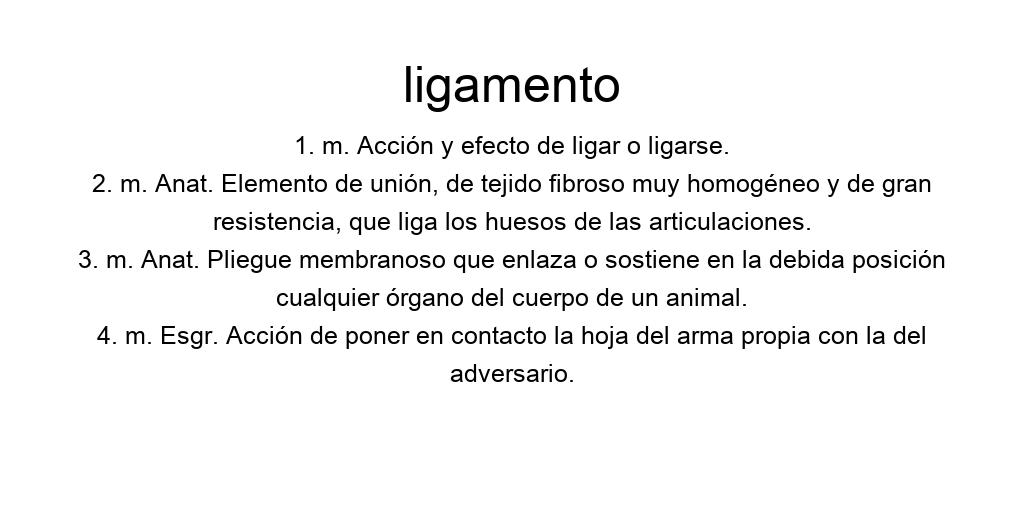 ligamento
1. m. Acción y efecto de ligar o ligarse.
2. m. Anat. Elemento de unión, de tejido fibroso muy homogéneo y de gran
resistencia, que liga los huesos de las articulaciones.
3. m. Anat. Pliegue membranoso que enlaza o sostiene en la debida posición
cualquier órgano del cuerpo de un animal.
4. m. Esgr. Acción de poner en contacto la hoja del arma propia con la del
adversario.